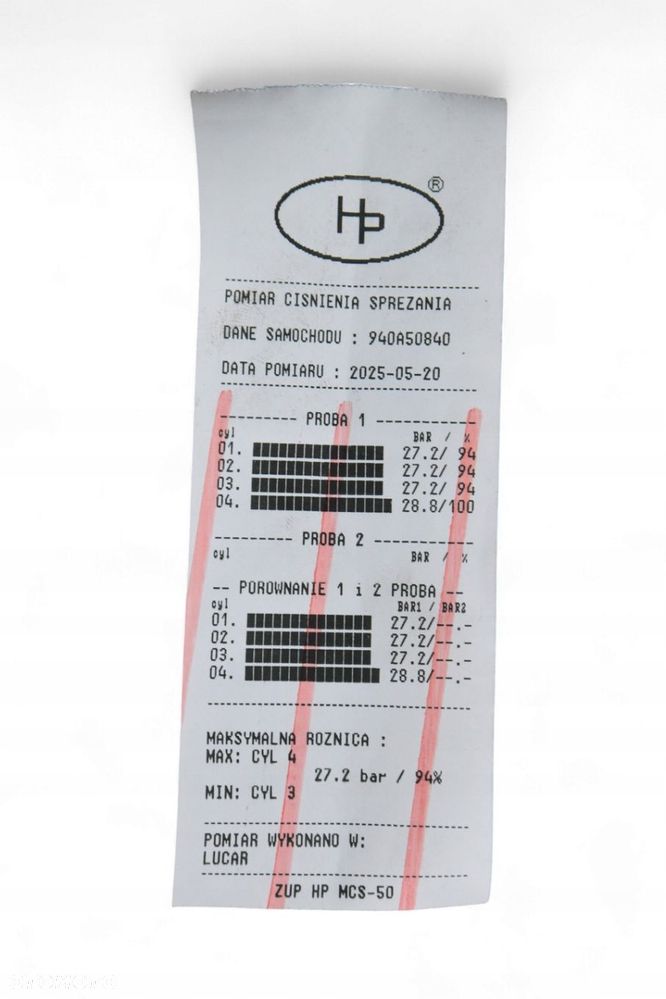 HP ®
POMIAR CISNIENIA SPREZANIA
DANE SAMOCHODU : 940A50840
DATA POMIARU : 2025-05-20
--------- PROBA 1 ---------
cyl BAR / %
01. 27.2/ 94
02. 27.2/ 94
03. 27.2/ 94
04. 28.8/100
--------- PROBA 2 ---------
cyl BAR / %
-- POROWNANIE 1 i 2 PROBA --
cyl BAR1 / BAR2
01. 27.2/--.-
02. 27.2/--.-
03. 27.2/--.-
04. 28.8/--.-
MAKSYMALNA ROZNICA :
MAX: CYL 4
27.2 bar / 94%
MIN: CYL 3
POMIAR WYKONANO W:
LUCAR
ZUP HP MCS-50